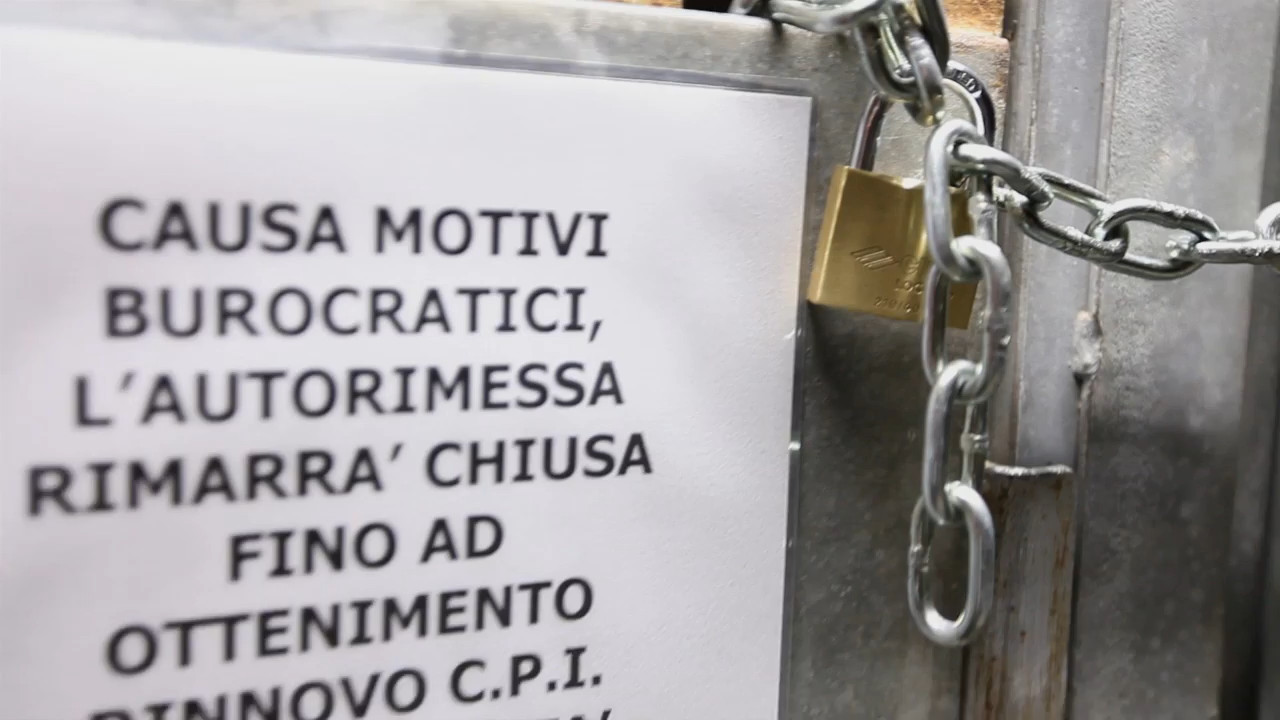 CAUSA MOTIVI
BUROCRATICI,
L'AUTORIMESSA
RIMARRA' CHIUSA
FINO AD
OTTENIMENTO
RINNOVO C.P.I.